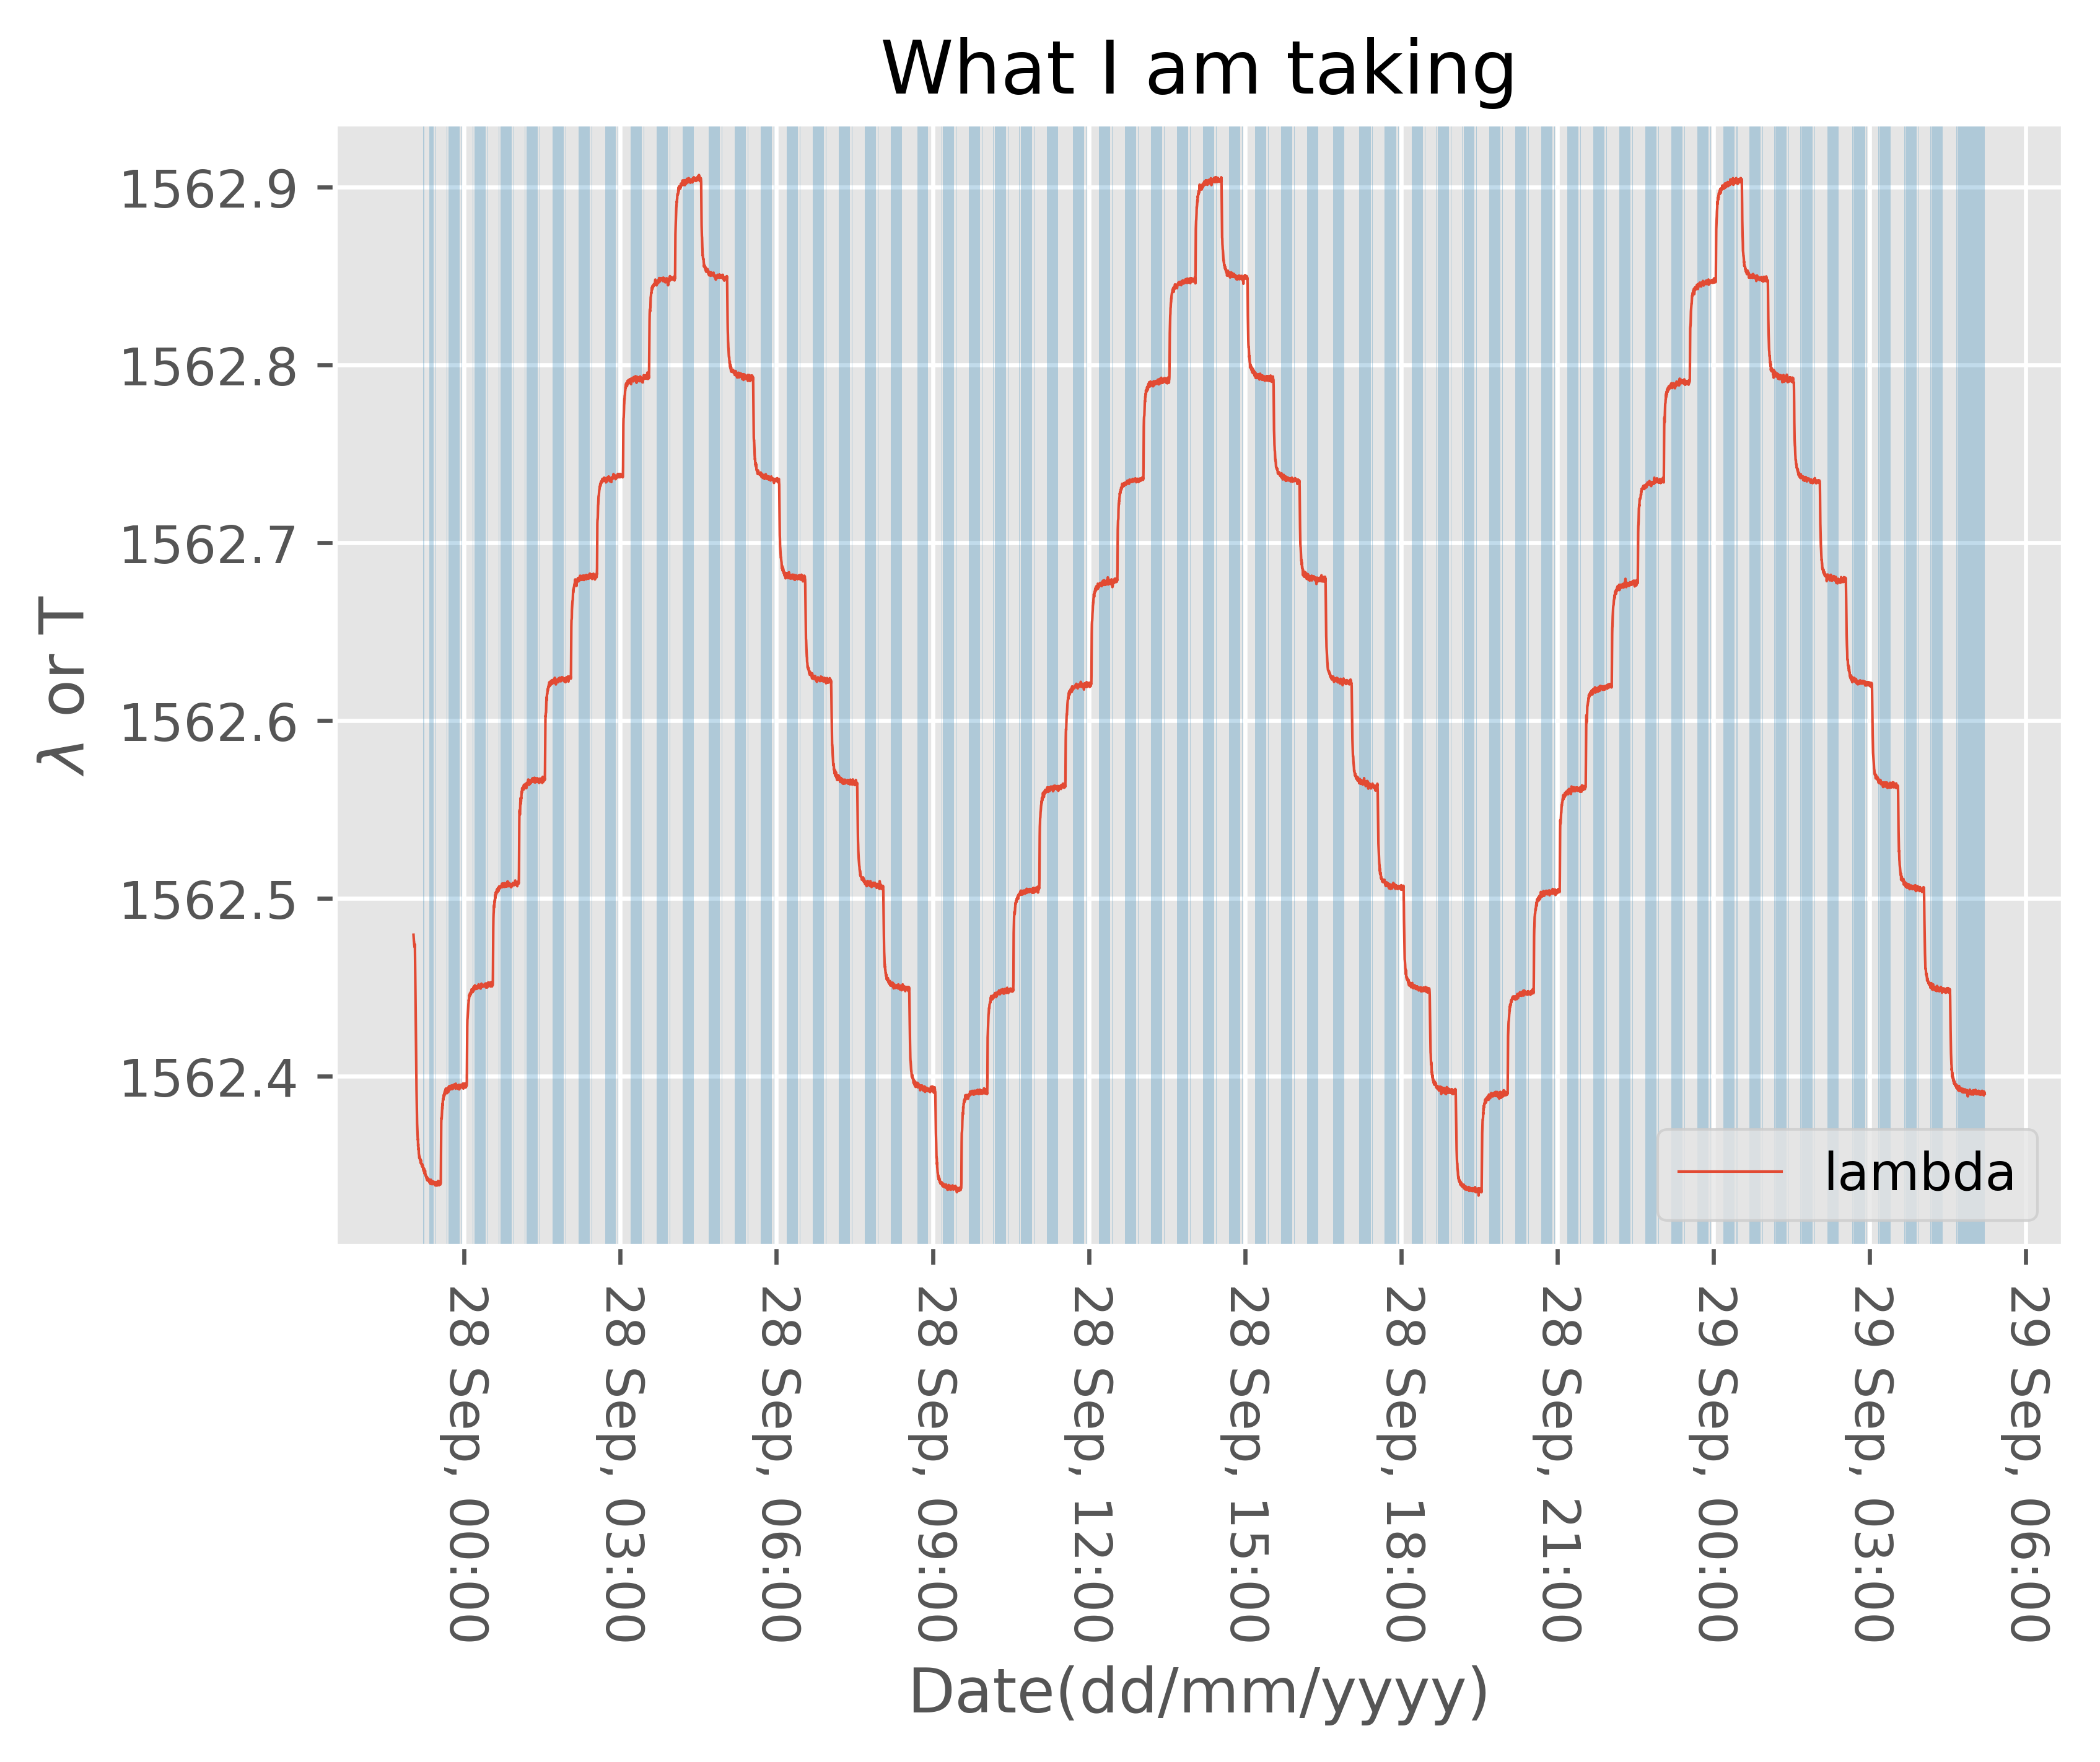 What I am taking
1562.9
1562.8
1562.7
1562.6
1562.5
1562.4
λ or T
lambda
28 Sep, 00:00
28 Sep, 03:00
28 Sep, 06:00
28 Sep, 09:00
28 Sep, 12:00
28 Sep, 15:00
28 Sep, 18:00
28 Sep, 21:00
29 Sep, 00:00
29 Sep, 03:00
29 Sep, 06:00
Date(dd/mm/yyyy)